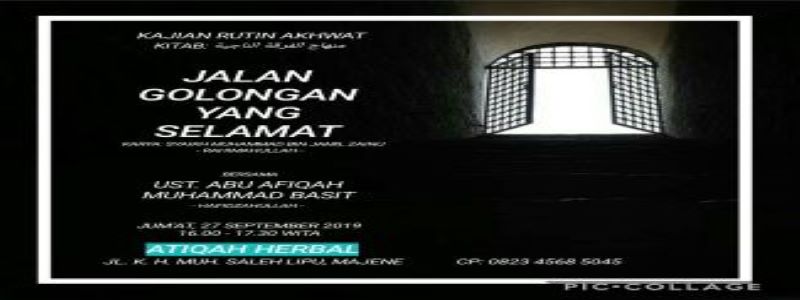 KAJIAN RUTIN AKHWAT
KITAB: منهاج الفرقة الناجية
JALAN
GOLONGAN
YANG
SELAMAT
KARYA: SYAIKH MUHAMMAD BIN JAMIL ZAINU
- RAHIMAHULLAH -
BERSAMA
UST. ABU AFIQAH
MUHAMMAD BASIT
- HAFIDZAHULLAH -
JUM'AT, 27 SEPTEMBER 2019
16.00 - 17.30 WITA
ATIQAH HERBAL
JL. K. H. MUH. SALEH LIPU, MAJENE
CP: 0823 4568 5045
PIC•COLLAGE